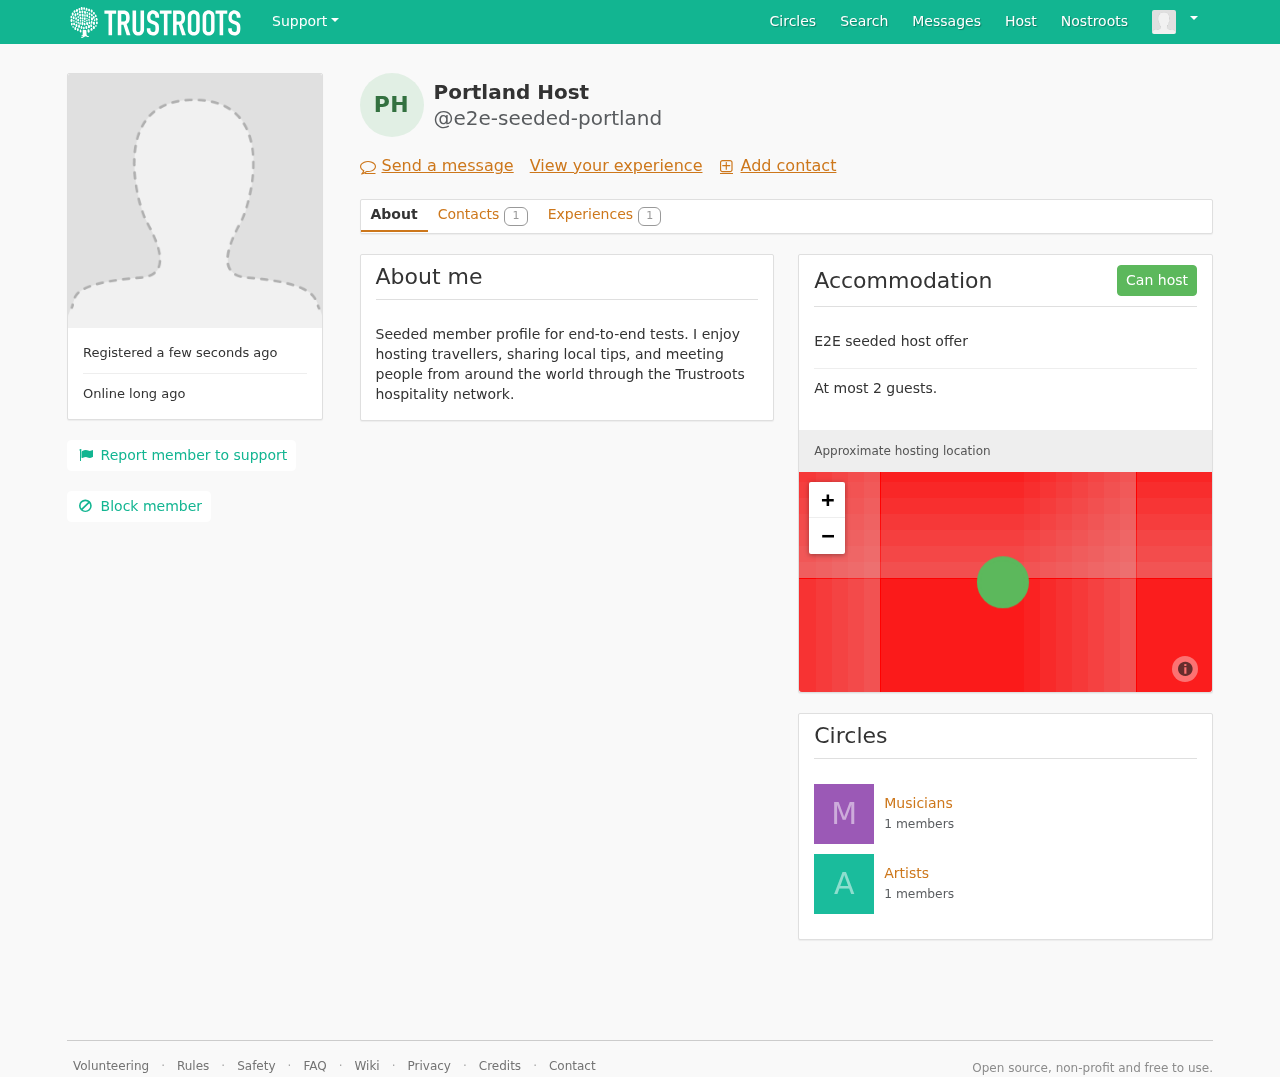 TRUSTROOTS
Support
Circles
Search
Messages
Host
Nostroots
PH
Portland Host
@e2e-seeded-portland
Send a message
View your experience
Add contact
About
Contacts 1
Experiences 1
Registered a few seconds ago
Online long ago
Report member to support
Block member
About me
Seeded member profile for end-to-end tests. I enjoy
hosting travellers, sharing local tips, and meeting
people from around the world through the Trustroots
hospitality network.
Accommodation
Can host
E2E seeded host offer
At most 2 guests.
Approximate hosting location
+
−
Circles
M
Musicians
1 members
A
Artists
1 members
Volunteering · Rules · Safety · FAQ · Wiki · Privacy · Credits · Contact
Open source, non-profit and free to use.